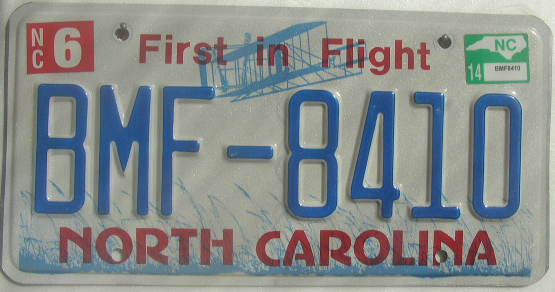 NC 6
First in Flight
NC
14 BMF8410
BMF-8410
NORTH CAROLINA